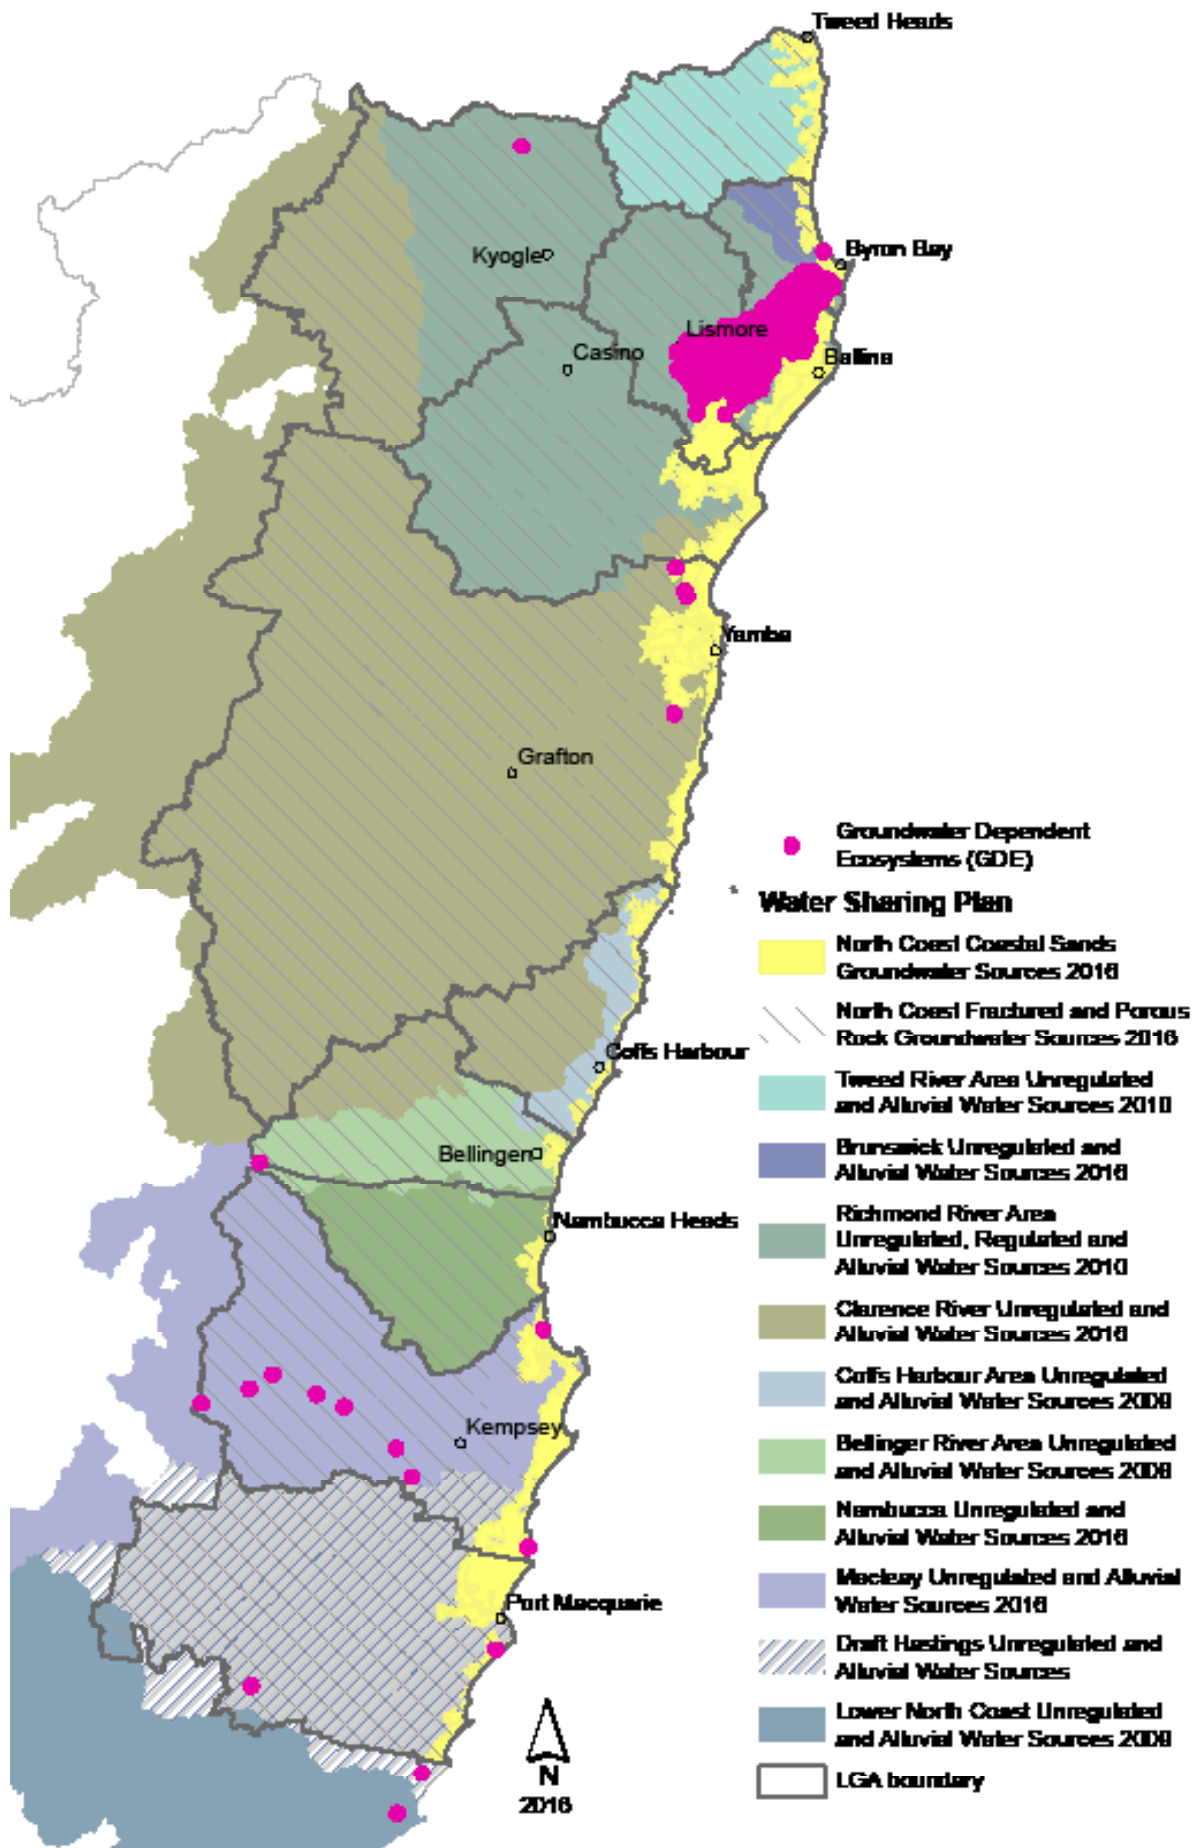 Tweed Heads
Byron Bay
Kyogle
Lismore
Casino
Ballina
Yamba
Grafton
Groundwater Dependent
Ecosystems (GDE)
Water Sharing Plan
North Coast Coastal Sands
Groundwater Sources 2016
North Coast Fractured and Porous
Rock Groundwater Sources 2016
Coffs Harbour
Tweed River Area Unregulated
and Alluvial Water Sources 2010
Bellingen
Brunswick Unregulated and
Alluvial Water Sources 2016
Nambucca Heads
Richmond River Area
Unregulated, Regulated and
Alluvial Water Sources 2010
Clarence River Unregulated and
Alluvial Water Sources 2016
Coffs Harbour Area Unregulated
and Alluvial Water Sources 2009
Kempsey
Bellinger River Area Unregulated
and Alluvial Water Sources 2008
Nambucca Unregulated and
Alluvial Water Sources 2016
Macleay Unregulated and Alluvial
Water Sources 2016
Port Macquarie
Draft Hastings Unregulated and
Alluvial Water Sources
Lower North Coast Unregulated
and Alluvial Water Sources 2009
LGA boundary
N
2016